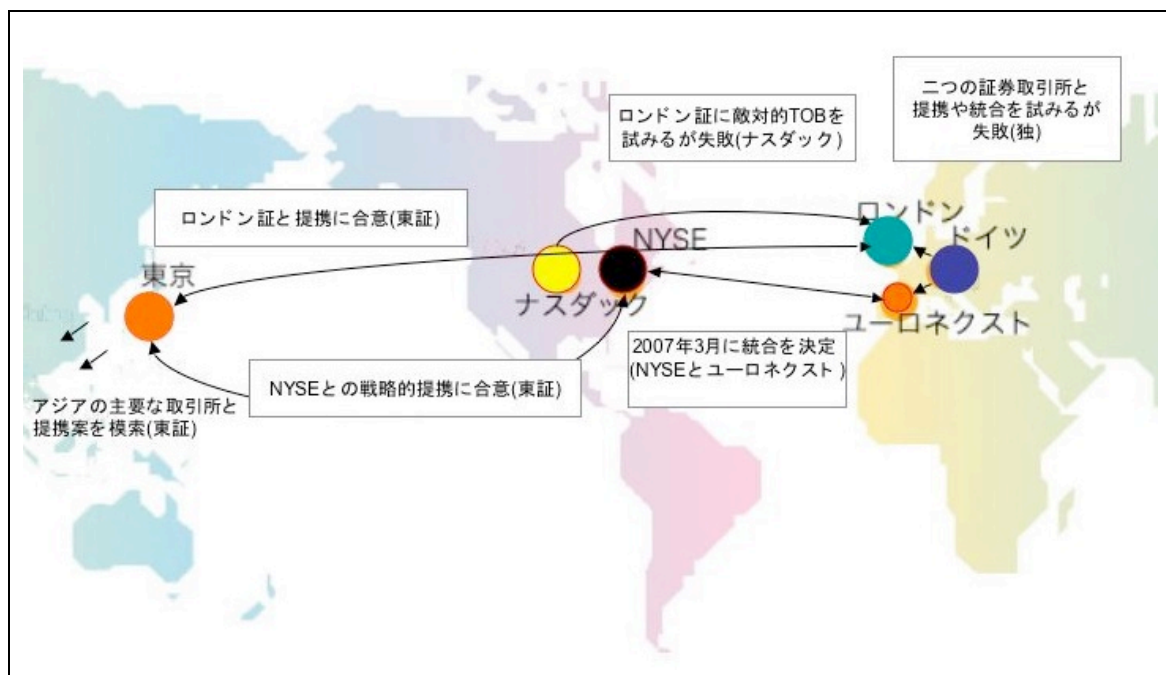 二つの証券取引所と
提携や統合を試みるが
失敗(独)
ロンドン証に敵対的TOBを
試みるが失敗(ナスダック)
ロンドン証と提携に合意(東証)
ロンドン
NYSE
ドイツ
東京
ナスダック
ユーロネクスト
2007年3月に統合を決定
(NYSEとユーロネクスト)
NYSEとの戦略的提携に合意(東証)
アジアの主要な取引所と
提携案を模索(東証)